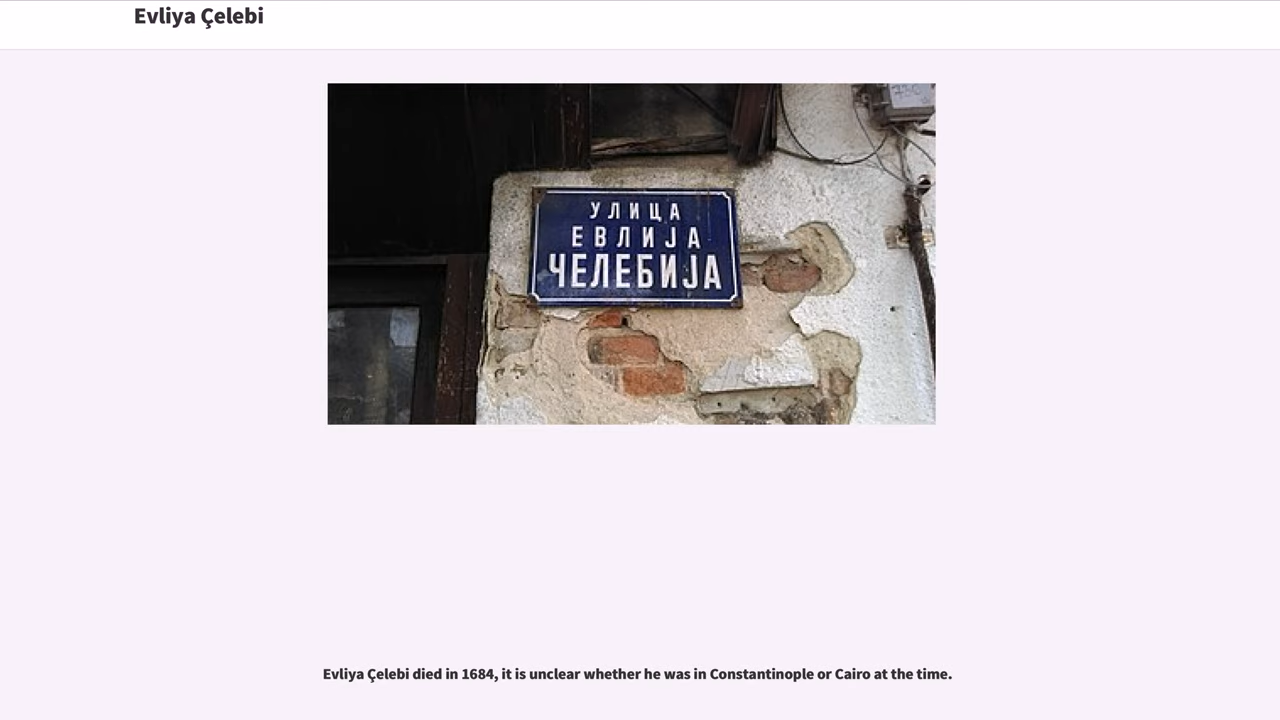 Evliya Çelebi
УЛИЦА
ЕВЛИЈА
ЧЕЛЕБИЈА
Evliya Çelebi died in 1684, it is unclear whether he was in Constantinople or Cairo at the time.